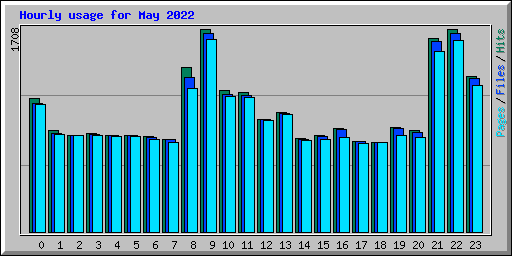 Hourly usage for May 2022
1708
Pages/Files/Hits
0 1 2 3 4 5 6 7 8 9 10 11 12 13 14 15 16 17 18 19 20 21 22 23